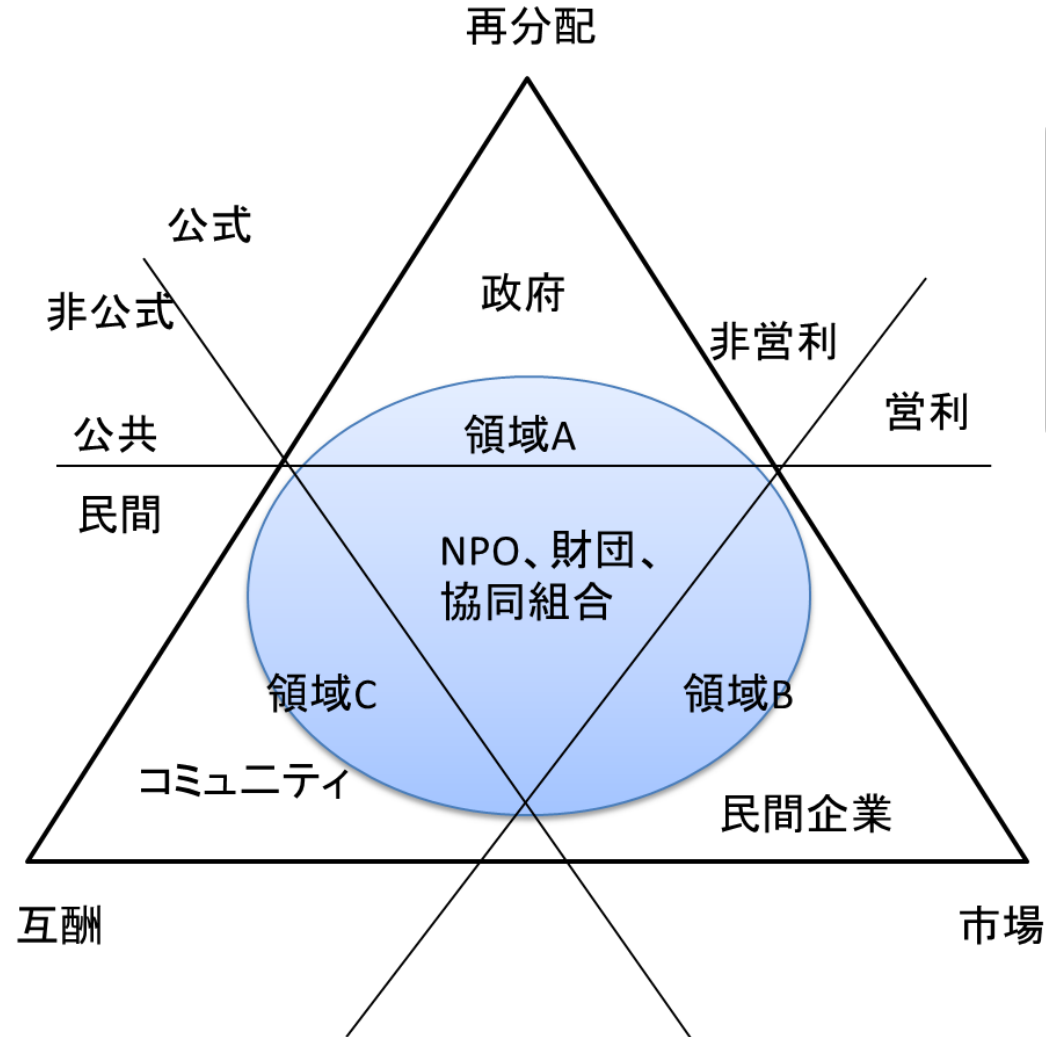 再分配
公式
非公式
政府
非営利
営利
公共
領域A
民間
NPO、財団、
協同組合
領域C
領域B
コミュニティ
民間企業
互酬
市場